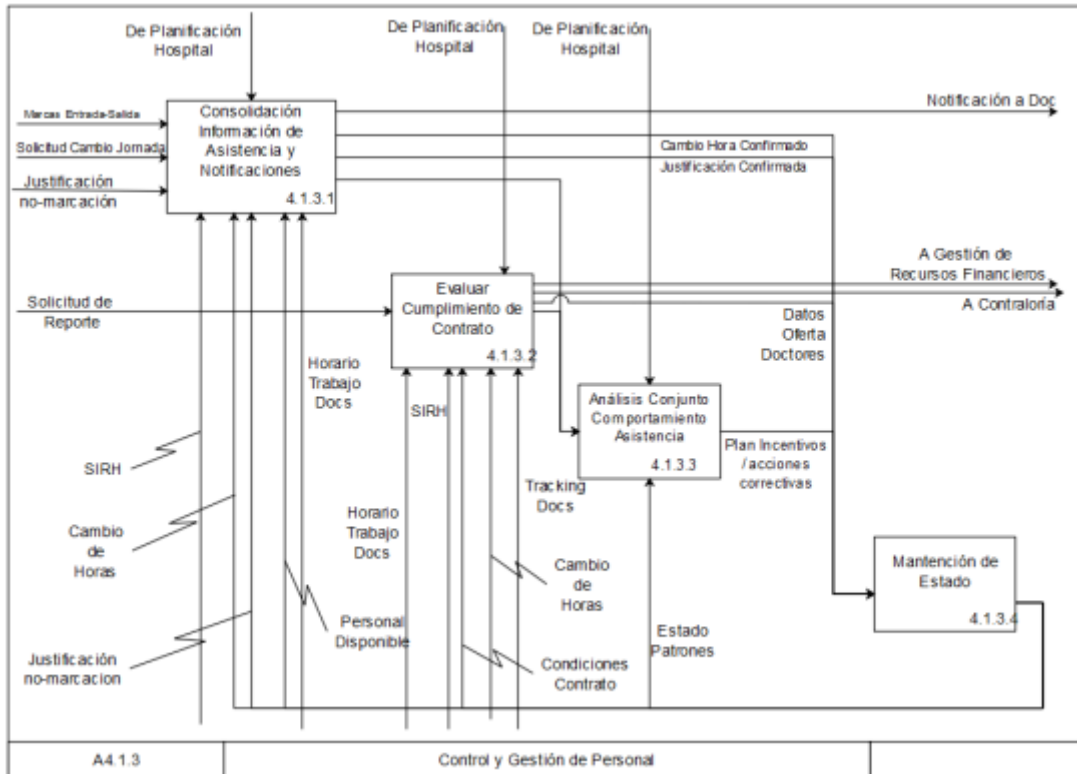 De Planificación
Hospital
De Planificación
Hospital
De Planificación
Hospital
Marcas Entrada-Salida
Solicitud Cambio Jornada
Justificación
no-marcación
Consolidación
Información de
Asistencia y
Notificaciones
4.1.3.1
Notificación a Doc
Cambio Hora Confirmado
Justificación Confirmada
Solicitud de
Reporte
Evaluar
Cumplimiento de
Contrato
4.1.3.2
A Gestión de
Recursos Financieros
A Contraloría
Datos
Oferta
Doctores
Horario
Trabajo
Docs
SIRH
Análisis Conjunto
Comportamiento
Asistencia
4.1.3.3
Plan Incentivos
/acciones
correctivas
SIRH
Horario
Trabajo
Docs
Tracking
Docs
Cambio
de
Horas
Cambio
de
Horas
Mantención de
Estado
4.1.3.4
Personal
Disponible
Estado
Patrones
Justificación
no-marcacion
Condiciones
Contrato
A4.1.3
Control y Gestión de Personal